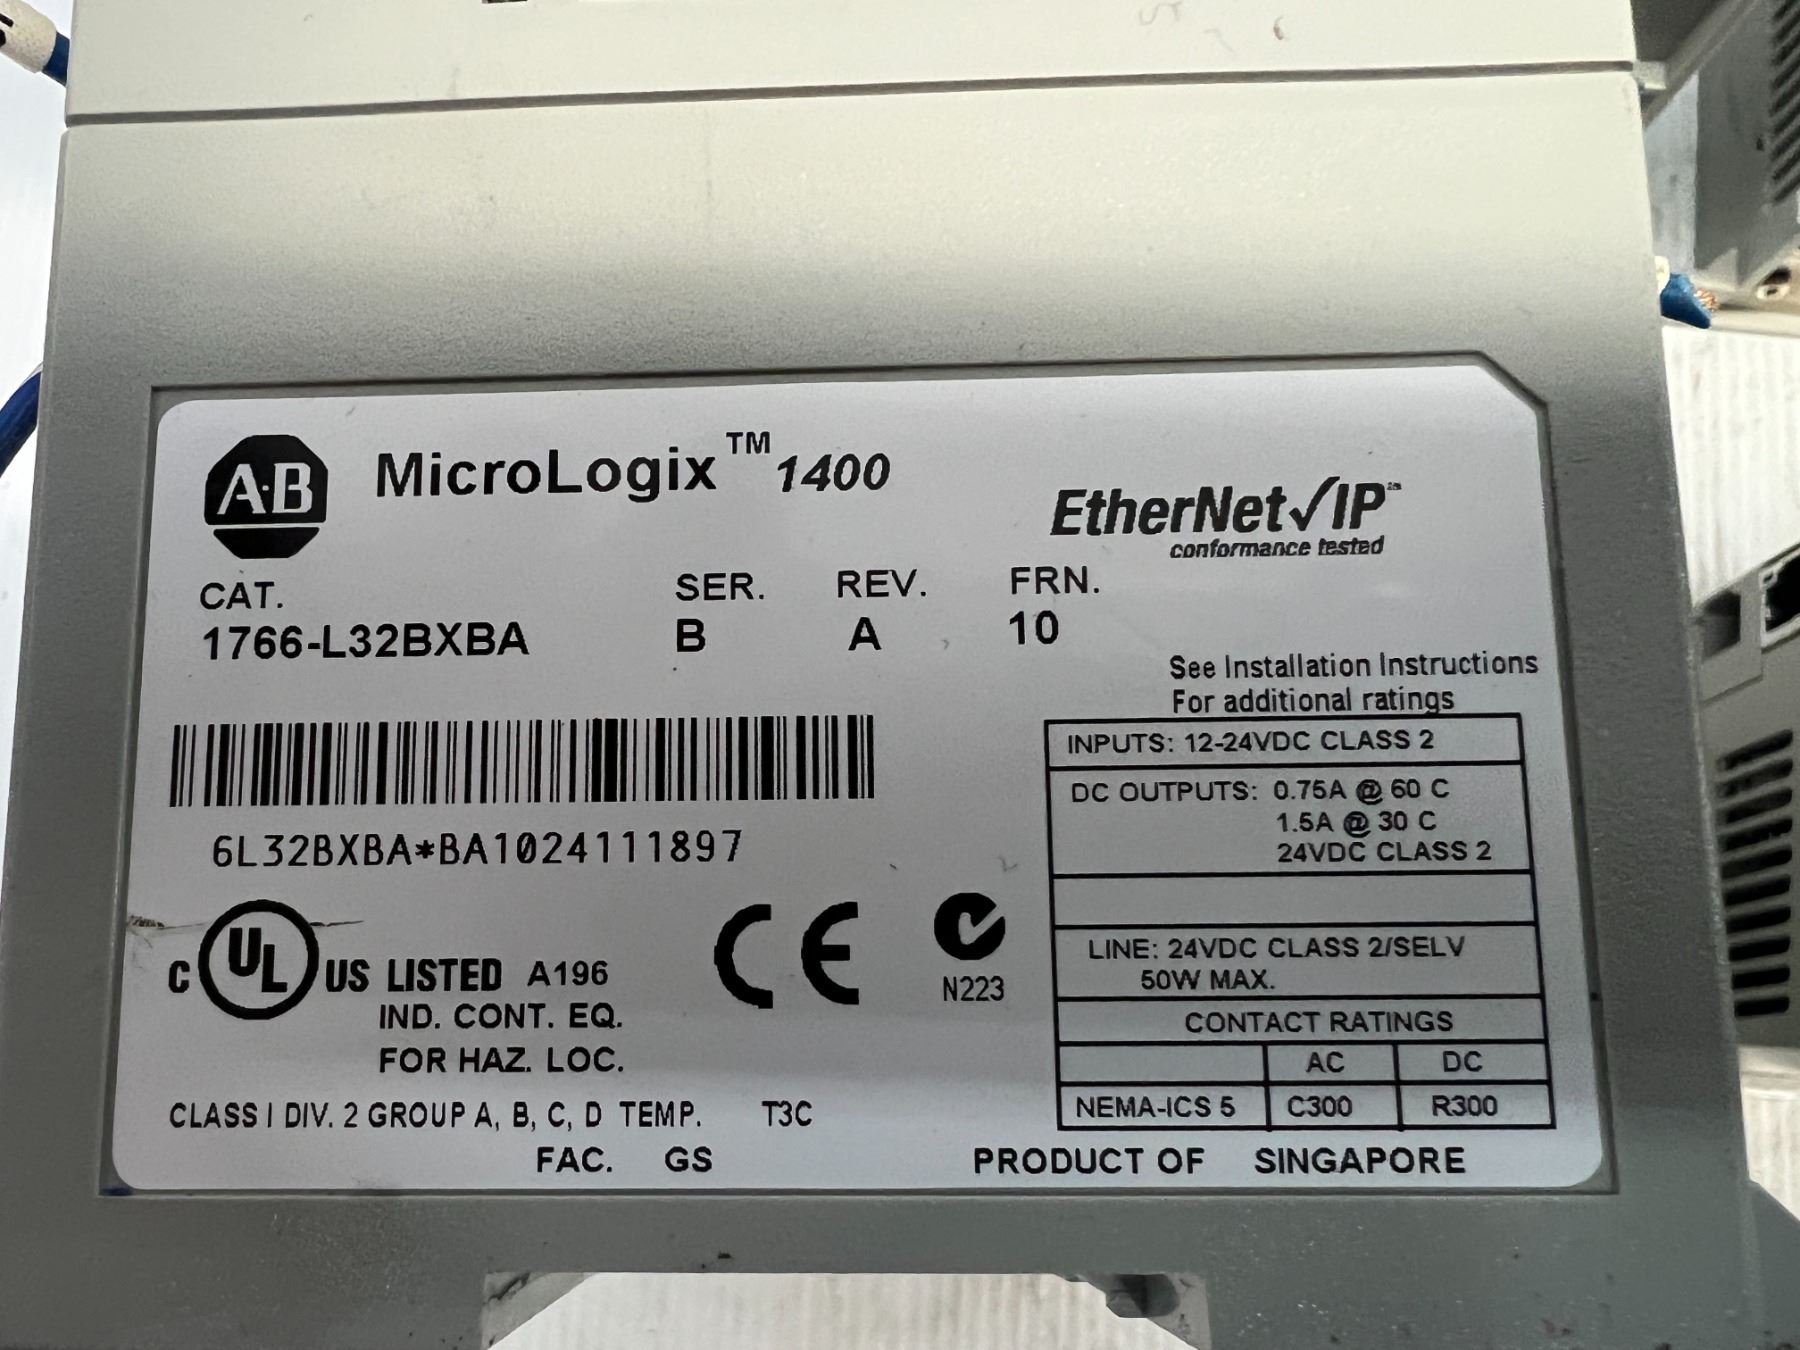 A·B MicroLogix™ 1400
EtherNet/IP™
conformance tested
CAT. SER. REV. FRN.
1766-L32BXBA B A 10
See Installation Instructions
For additional ratings
INPUTS: 12-24VDC CLASS 2
DC OUTPUTS: 0.75A @ 60 C
1.5A @ 30 C
24VDC CLASS 2
6L32BXBA*BA1024111897
LINE: 24VDC CLASS 2/SELV
50W MAX.
C UL US LISTED A196
IND. CONT. EQ.
FOR HAZ. LOC.
CE
N223
CONTACT RATINGS
AC DC
NEMA-ICS 5 C300 R300
CLASS I DIV. 2 GROUP A, B, C, D TEMP. T3C
FAC. GS
PRODUCT OF SINGAPORE